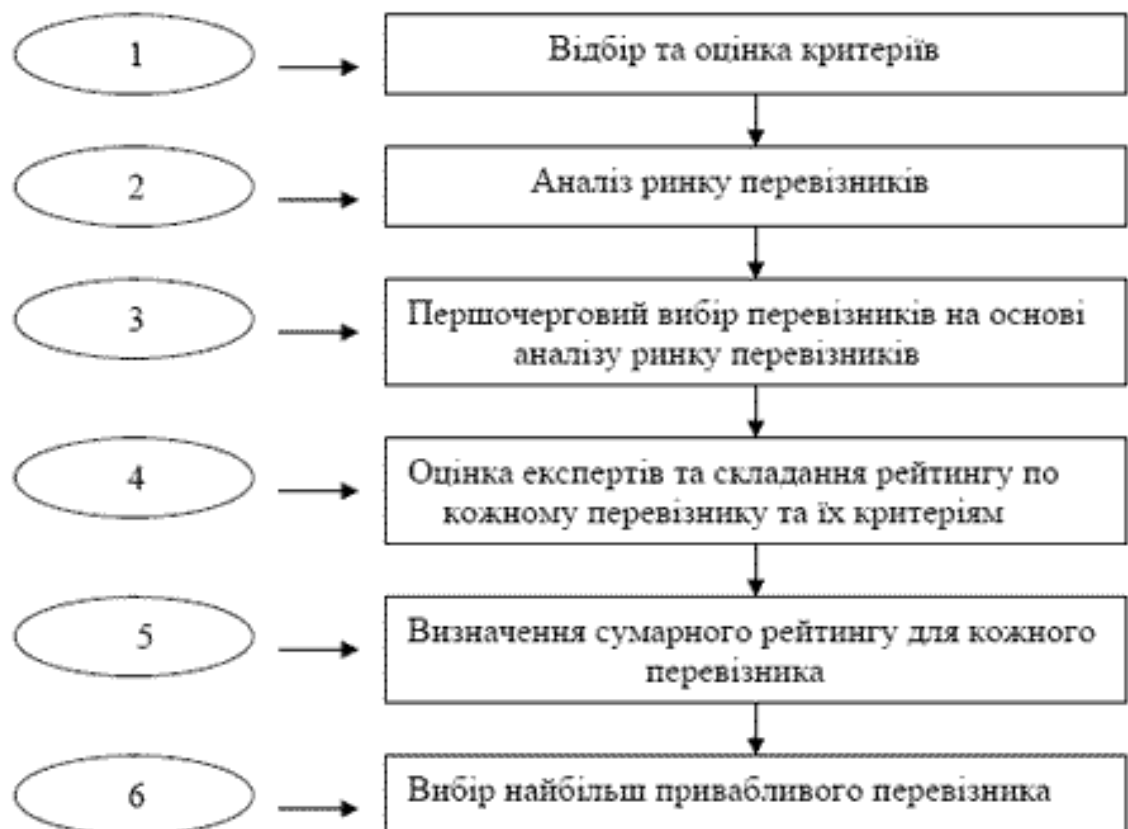 1
Відбір та оцінка критеріїв
2
Аналіз ринку перевізників
3
Першочерговий вибір перевізників на основі
аналізу ринку перевізників
4
Оцінка експертів та складання рейтингу по
кожному перевізнику та їх критеріям
5
Визначення сумарного рейтингу для кожного
перевізника
6
Вибір найбільш привабливого перевізника